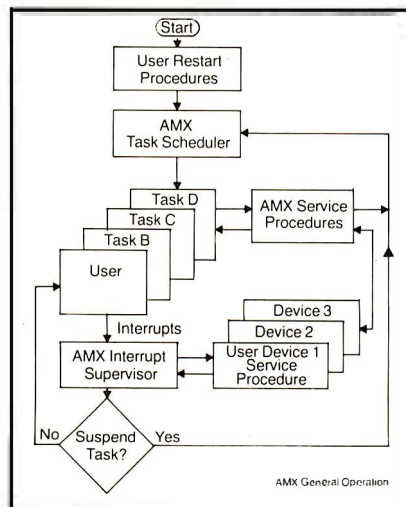 Start
User Restart
Procedures
AMX
Task Scheduler
Task D
Task C
Task B
User
AMX Service
Procedures
Interrupts
Device 3
Device 2
User Device 1
Service
Procedure
AMX Interrupt
Supervisor
No
Suspend
Task?
Yes
AMX General Operation